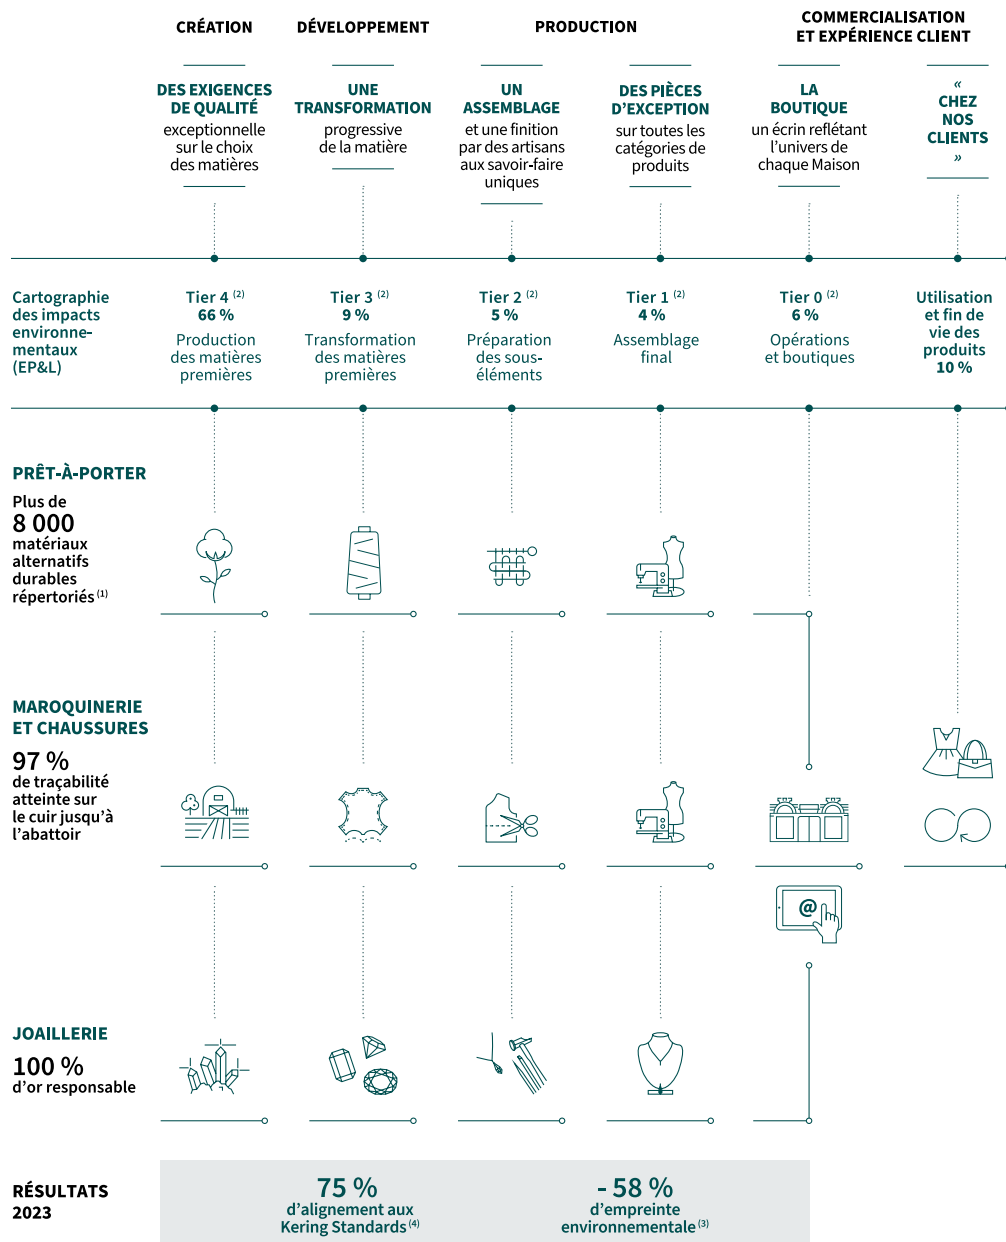 CRÉATION
DÉVELOPPEMENT
PRODUCTION
COMMERCIALISATION
ET EXPÉRIENCE CLIENT
DES EXIGENCES
DE QUALITÉ
exceptionnelle
sur le choix
des matières
UNE
TRANSFORMATION
progressive
de la matière
UN
ASSEMBLAGE
et une finition
par des artisans
aux savoir-faire
uniques
DES PIÈCES
D’EXCEPTION
sur toutes les
catégories de
produits
LA
BOUTIQUE
un écrin reflétant
l’univers de
chaque Maison
«
CHEZ
NOS
CLIENTS
»
Cartographie
des impacts
environne-
mentaux
(EP&L)
Tier 4 (2)
66 %
Production
des matières
premières
Tier 3 (2)
9 %
Transformation
des matières
premières
Tier 2 (2)
5 %
Préparation
des sous-
éléments
Tier 1 (2)
4 %
Assemblage
final
Tier 0 (2)
6 %
Opérations
et boutiques
Utilisation
et fin de
vie des
produits
10 %
PRÊT-À-PORTER
Plus de
8 000
matériaux
alternatifs
durables
répertoriés (1)
MAROQUINERIE
ET CHAUSSURES
97 %
de traçabilité
atteinte sur
le cuir jusqu’à
l’abattoir
@
JOAILLERIE
100 %
d’or responsable
RÉSULTATS
2023
75 %
d’alignement aux
Kering Standards (4)
- 58 %
d’empreinte
environnementale (3)